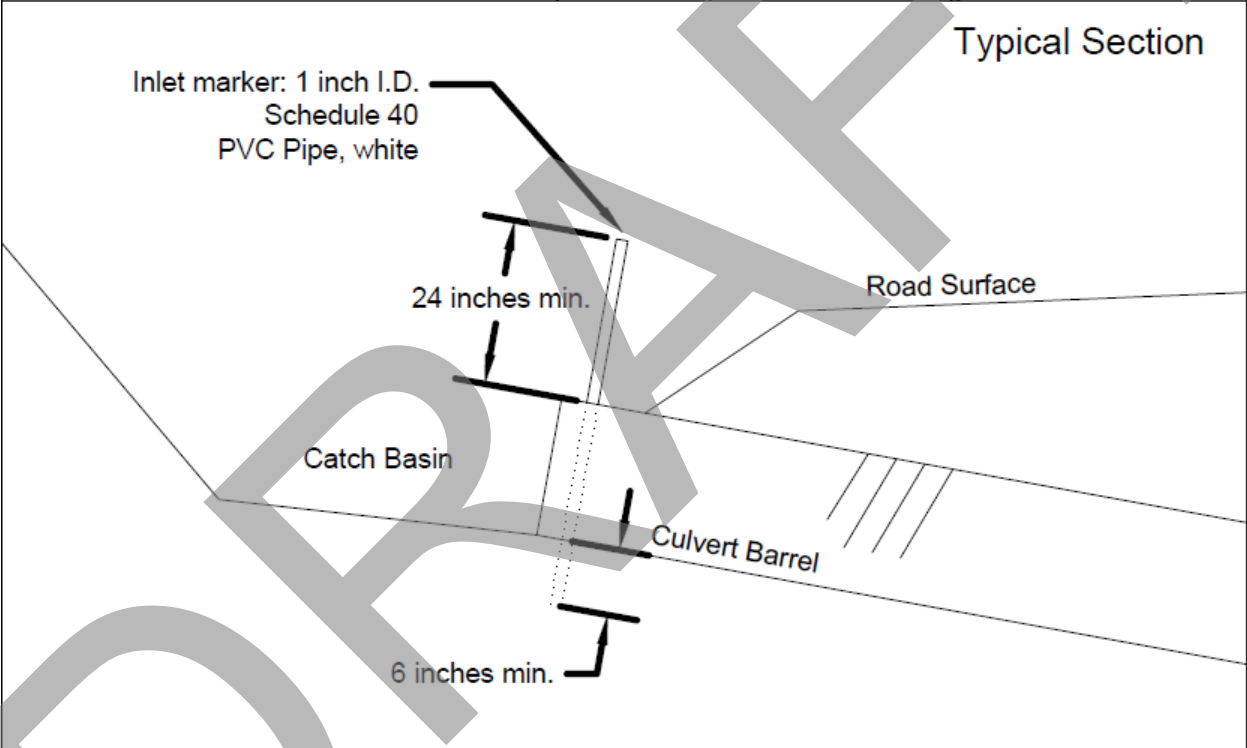 Typical Section
Inlet marker: 1 inch I.D.
Schedule 40
PVC Pipe, white
24 inches min.
Road Surface
Catch Basin
Culvert Barrel
6 inches min.
DRAF